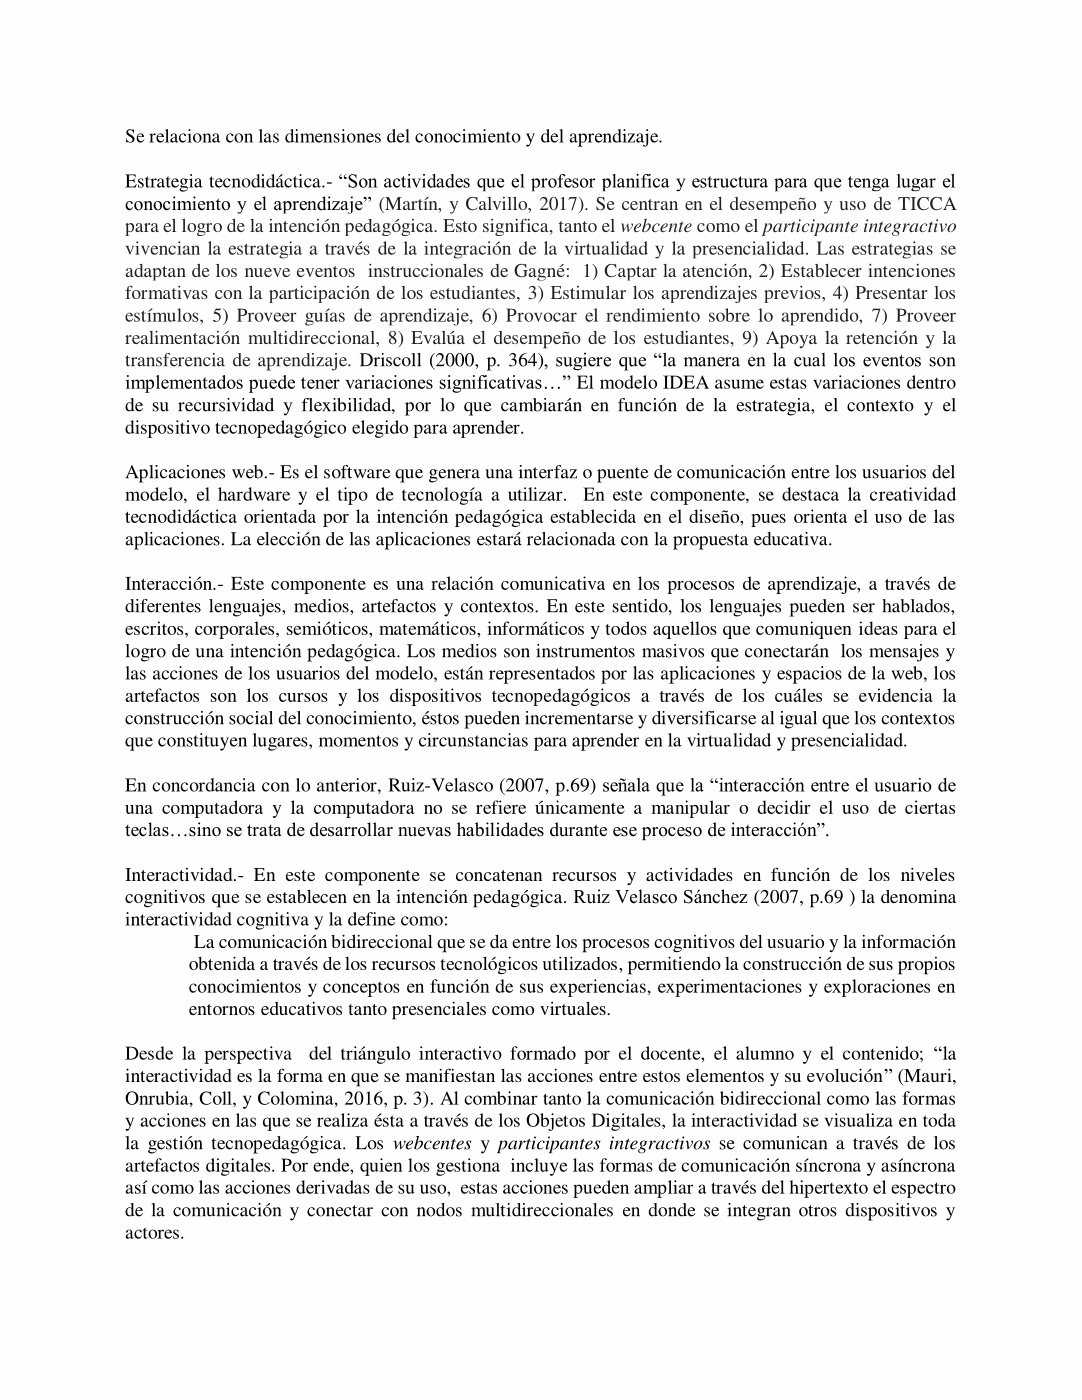 Se relaciona con las dimensiones del conocimiento y del aprendizaje.
Estrategia tecnodidáctica.- “Son actividades que el profesor planifica y estructura para que tenga lugar el
conocimiento y el aprendizaje” (Martín, y Calvillo, 2017). Se centran en el desempeño y uso de TICCA
para el logro de la intención pedagógica. Esto significa, tanto el webcente como el participante integractivo
vivencian la estrategia a través de la integración de la virtualidad y la presencialidad. Las estrategias se
adaptan de los nueve eventos  instruccionales de Gagné:  1) Captar la atención, 2) Establecer intenciones
formativas con la participación de los estudiantes, 3) Estimular los aprendizajes previos, 4) Presentar los
estímulos, 5) Proveer guías de aprendizaje, 6) Provocar el rendimiento sobre lo aprendido, 7) Proveer
realimentación multidireccional, 8) Evalúa el desempeño de los estudiantes, 9) Apoya la retención y la
transferencia de aprendizaje. Driscoll (2000, p. 364), sugiere que “la manera en la cual los eventos son
implementados puede tener variaciones significativas…” El modelo IDEA asume estas variaciones dentro
de su recursividad y flexibilidad, por lo que cambiarán en función de la estrategia, el contexto y el
dispositivo tecnopedagógico elegido para aprender.
Aplicaciones web.- Es el software que genera una interfaz o puente de comunicación entre los usuarios del
modelo, el hardware y el tipo de tecnología a utilizar.  En este componente, se destaca la creatividad
tecnodidáctica orientada por la intención pedagógica establecida en el diseño, pues orienta el uso de las
aplicaciones. La elección de las aplicaciones estará relacionada con la propuesta educativa.
Interacción.- Este componente es una relación comunicativa en los procesos de aprendizaje, a través de
diferentes lenguajes, medios, artefactos y contextos. En este sentido, los lenguajes pueden ser hablados,
escritos, corporales, semióticos, matemáticos, informáticos y todos aquellos que comuniquen ideas para el
logro de una intención pedagógica. Los medios son instrumentos masivos que conectarán  los mensajes y
las acciones de los usuarios del modelo, están representados por las aplicaciones y espacios de la web, los
artefactos son los cursos y los dispositivos tecnopedagógicos a través de los cuáles se evidencia la
construcción social del conocimiento, éstos pueden incrementarse y diversificarse al igual que los contextos
que constituyen lugares, momentos y circunstancias para aprender en la virtualidad y presencialidad.
En concordancia con lo anterior, Ruiz-Velasco (2007, p.69) señala que la “interacción entre el usuario de
una computadora y la computadora no se refiere únicamente a manipular o decidir el uso de ciertas
teclas…sino se trata de desarrollar nuevas habilidades durante ese proceso de interacción”.
Interactividad.- En este componente se concatenan recursos y actividades en función de los niveles
cognitivos que se establecen en la intención pedagógica. Ruiz Velasco Sánchez (2007, p.69 ) la denomina
interactividad cognitiva y la define como:
La comunicación bidireccional que se da entre los procesos cognitivos del usuario y la información
obtenida a través de los recursos tecnológicos utilizados, permitiendo la construcción de sus propios
conocimientos y conceptos en función de sus experiencias, experimentaciones y exploraciones en
entornos educativos tanto presenciales como virtuales.
Desde la perspectiva  del triángulo interactivo formado por el docente, el alumno y el contenido; “la
interactividad es la forma en que se manifiestan las acciones entre estos elementos y su evolución” (Mauri,
Onrubia, Coll, y Colomina, 2016, p. 3). Al combinar tanto la comunicación bidireccional como las formas
y acciones en las que se realiza ésta a través de los Objetos Digitales, la interactividad se visualiza en toda
la gestión tecnopedagógica. Los webcentes y participantes integractivos se comunican a través de los
artefactos digitales. Por ende, quien los gestiona  incluye las formas de comunicación síncrona y asíncrona
así como las acciones derivadas de su uso,  estas acciones pueden ampliar a través del hipertexto el espectro
de la comunicación y conectar con nodos multidireccionales en donde se integran otros dispositivos y
actores.